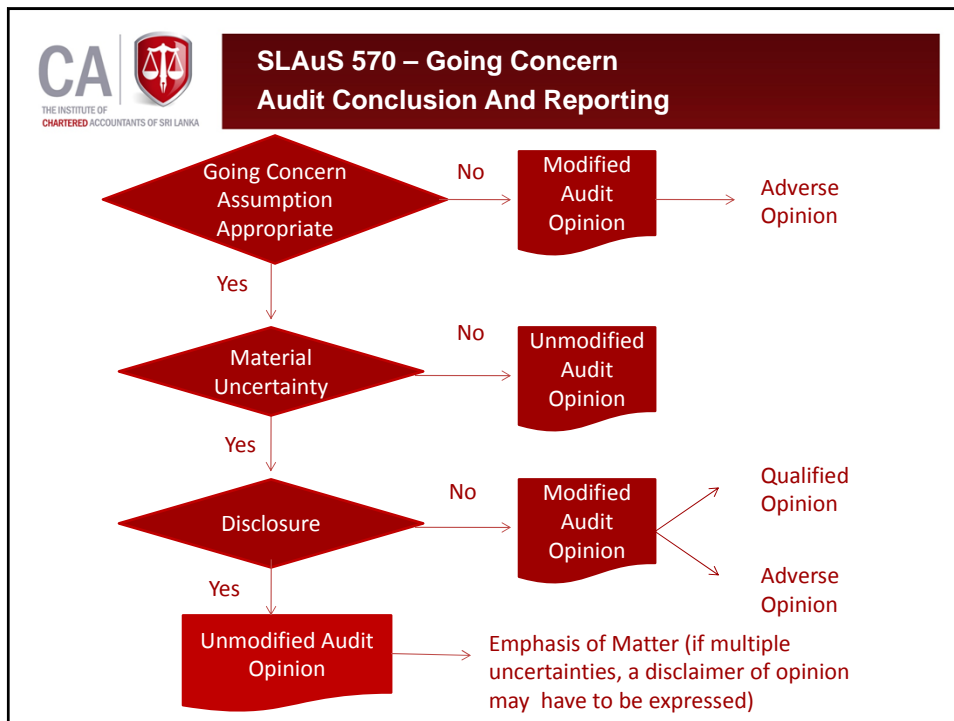 CA
THE INSTITUTE OF
CHARTERED ACCOUNTANTS OF SRI LANKA
SLAuS 570 – Going Concern
Audit Conclusion And Reporting
Going Concern
Assumption
Appropriate
No
Modified
Audit
Opinion
Adverse
Opinion
Yes
Material
Uncertainty
No
Unmodified
Audit
Opinion
Yes
Disclosure
No
Modified
Audit
Opinion
Qualified
Opinion
Adverse
Opinion
Yes
Unmodified Audit
Opinion
Emphasis of Matter (if multiple
uncertainties, a disclaimer of opinion
may have to be expressed)